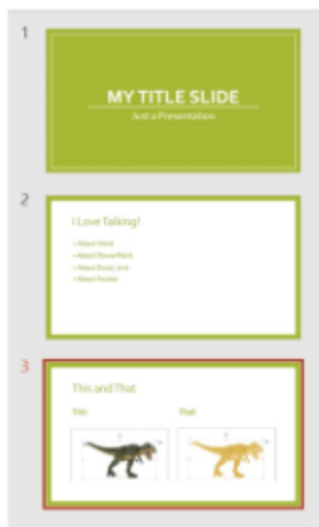 1
MY TITLE SLIDE
Just a Presentation
2
I Love Talking!
About Word
About PowerPoint
About Excel, and
About Access
3
This and That
This
That